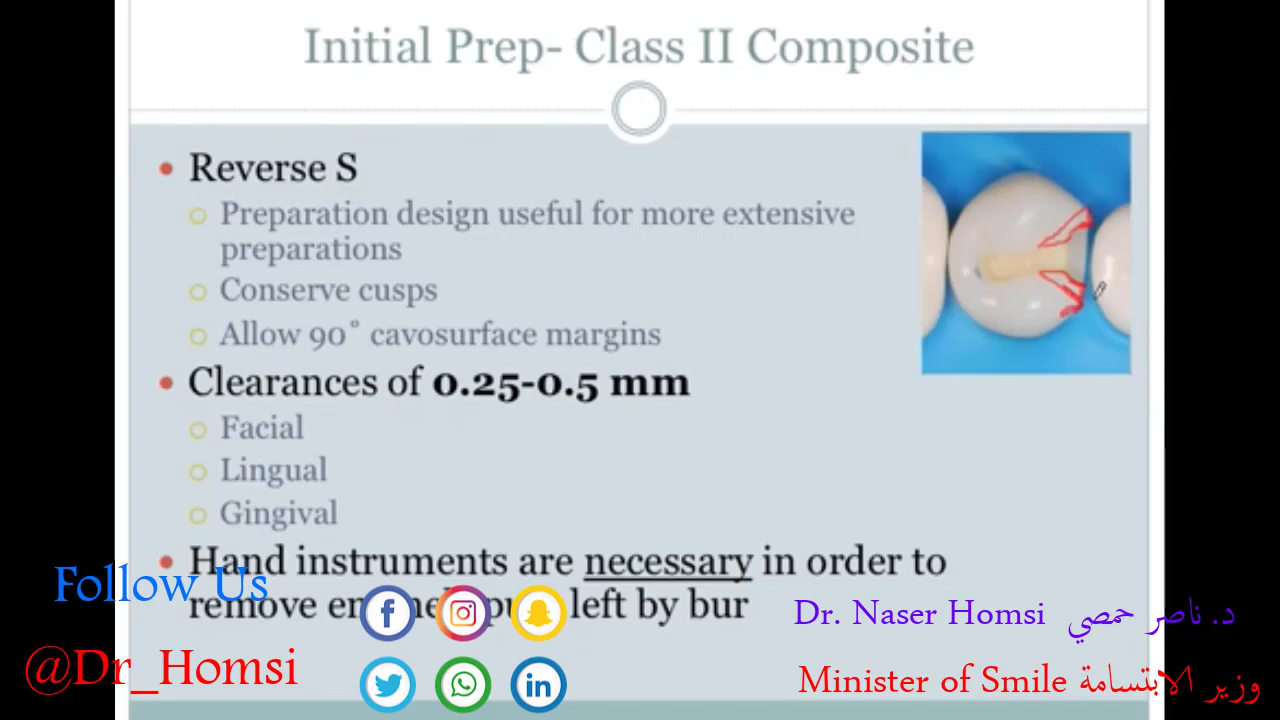 Initial Prep- Class II Composite
Reverse S
Preparation design useful for more extensive
preparations
Conserve cusps
Allow 90° cavosurface margins
Clearances of 0.25-0.5 mm
Facial
Lingual
Gingival
Hand instruments are necessary in order to
remove left by bur
Follow Us
@Dr_Homsi
Dr. Naser Homsi د. ناصر حمصي
Minister of Smile وزير الابتسامة